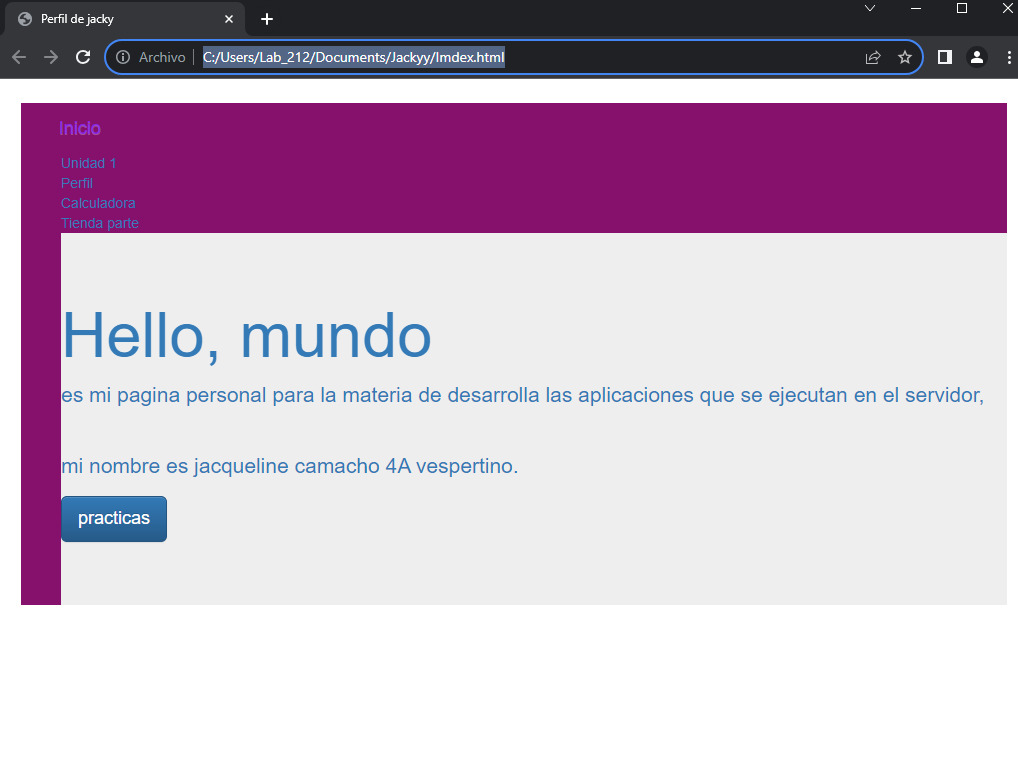 Perfil de jacky
Archivo C:/Users/Lab_212/Documents/Jackyy/Imdex.html
Inicio
Unidad 1
Perfil
Calculadora
Tienda parte
Hello, mundo
es mi pagina personal para la materia de desarrolla las aplicaciones que se ejecutan en el servidor,
mi nombre es jacqueline camacho 4A vespertino.
practicas